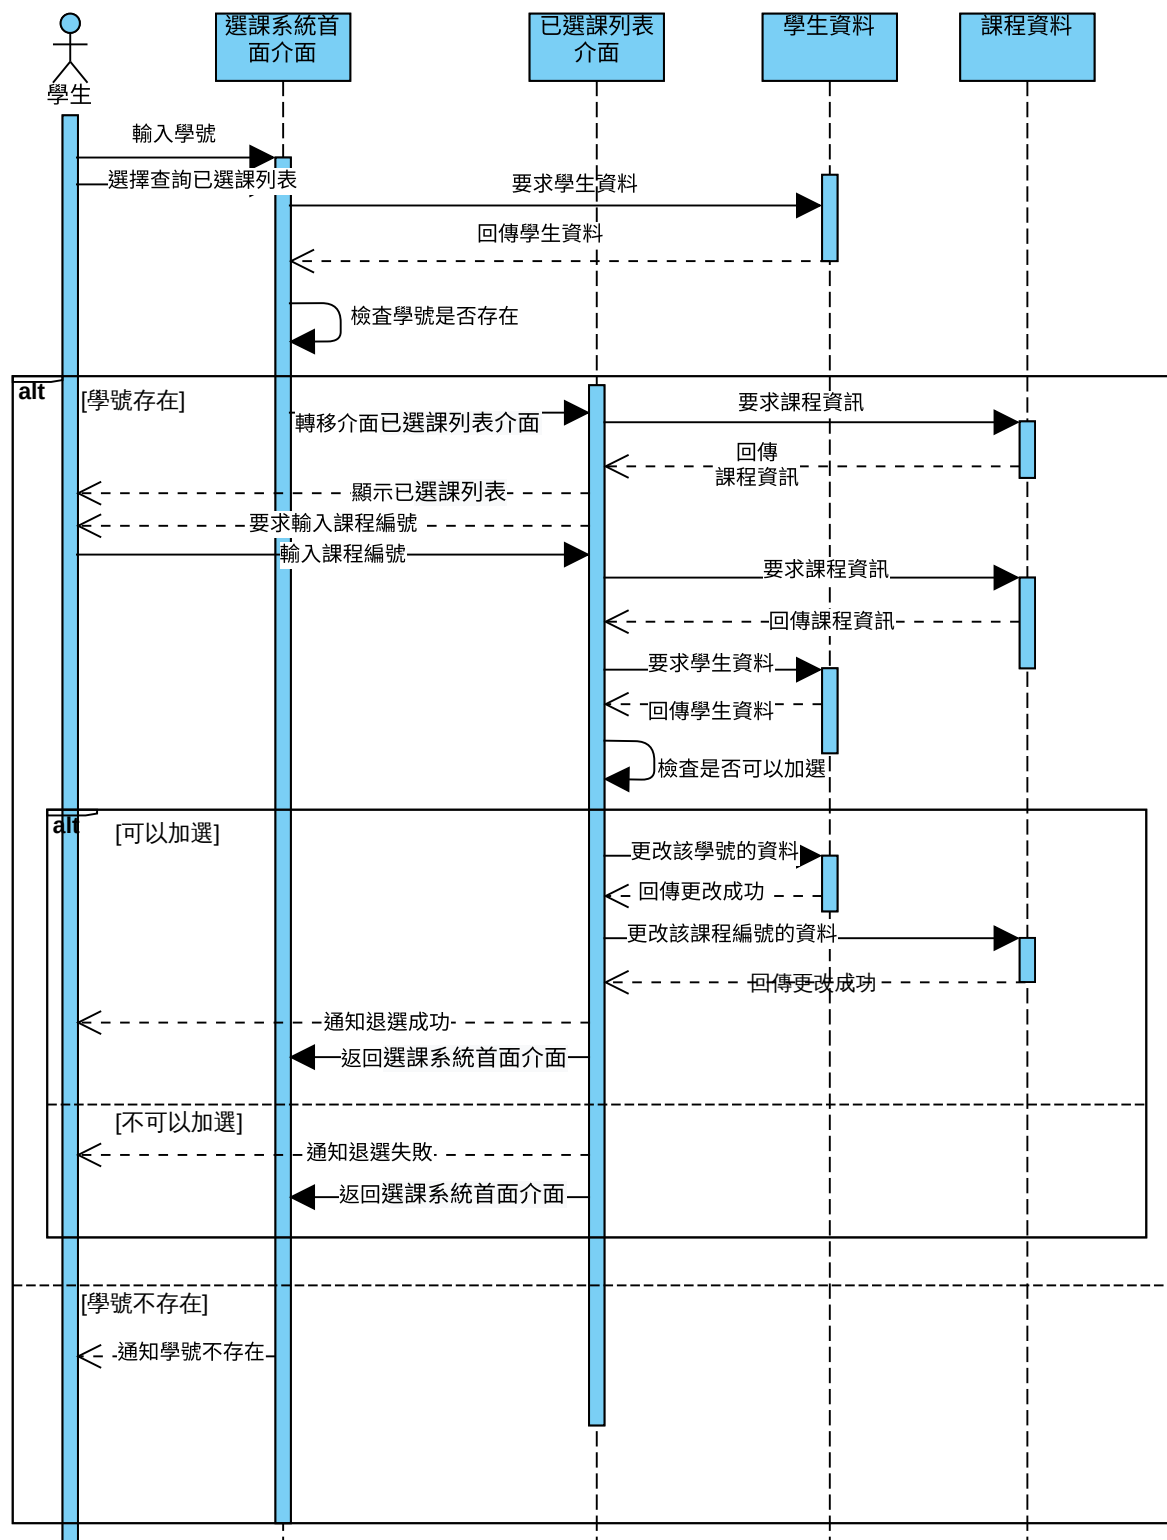 學生
選課系統首
面介面
已選課列表
介面
學生資料
課程資料
輸入學號
選擇查詢已選課列表
要求學生資料
回傳學生資料
檢查學號是否存在
alt
[學號存在]
轉移介面已選課列表介面
要求課程資訊
回傳
課程資訊
顯示已選課列表
要求輸入課程編號
輸入課程編號
要求課程資訊
回傳課程資訊
要求學生資料
回傳學生資料
檢查是否可以加選
alt
[可以加選]
更改該學號的資料
回傳更改成功
更改該課程編號的資料
回傳更改成功
通知退選成功
返回選課系統首面介面
[不可以加選]
通知退選失敗
返回選課系統首面介面
[學號不存在]
通知學號不存在